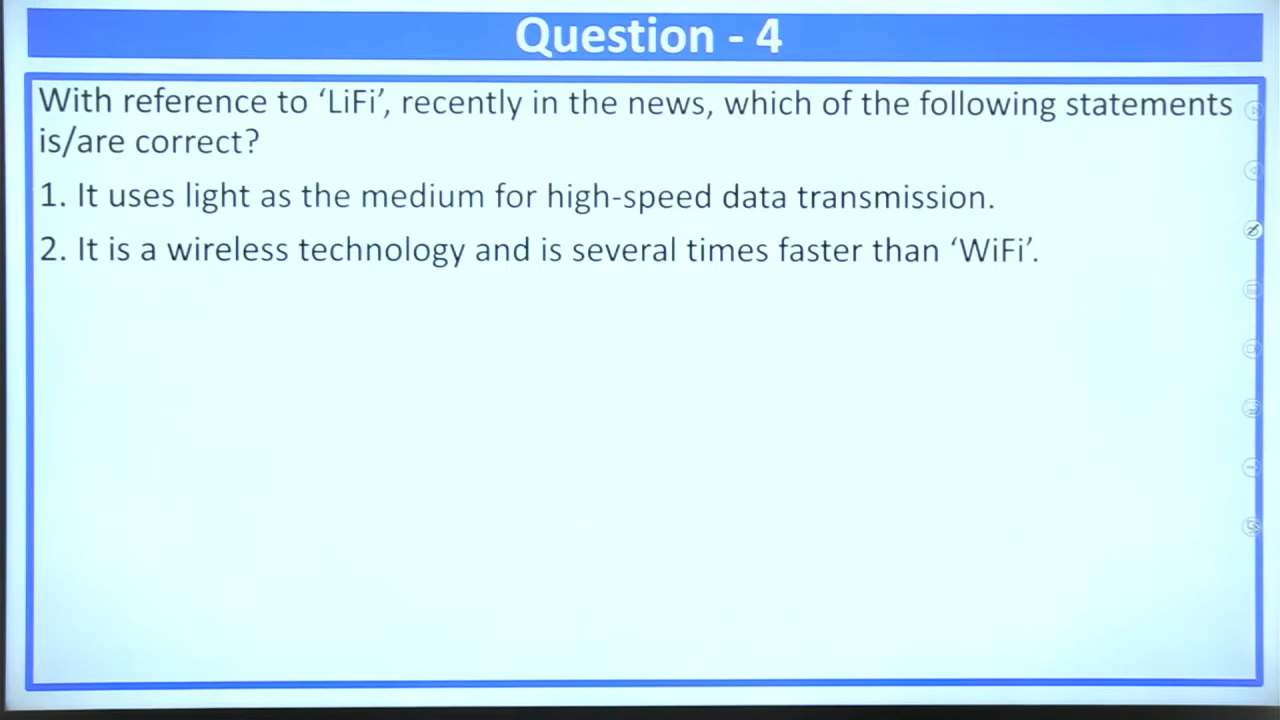 Question - 4
With reference to ‘LiFi’, recently in the news, which of the following statements
is/are correct?
1. It uses light as the medium for high-speed data transmission.
2. It is a wireless technology and is several times faster than ‘WiFi’.